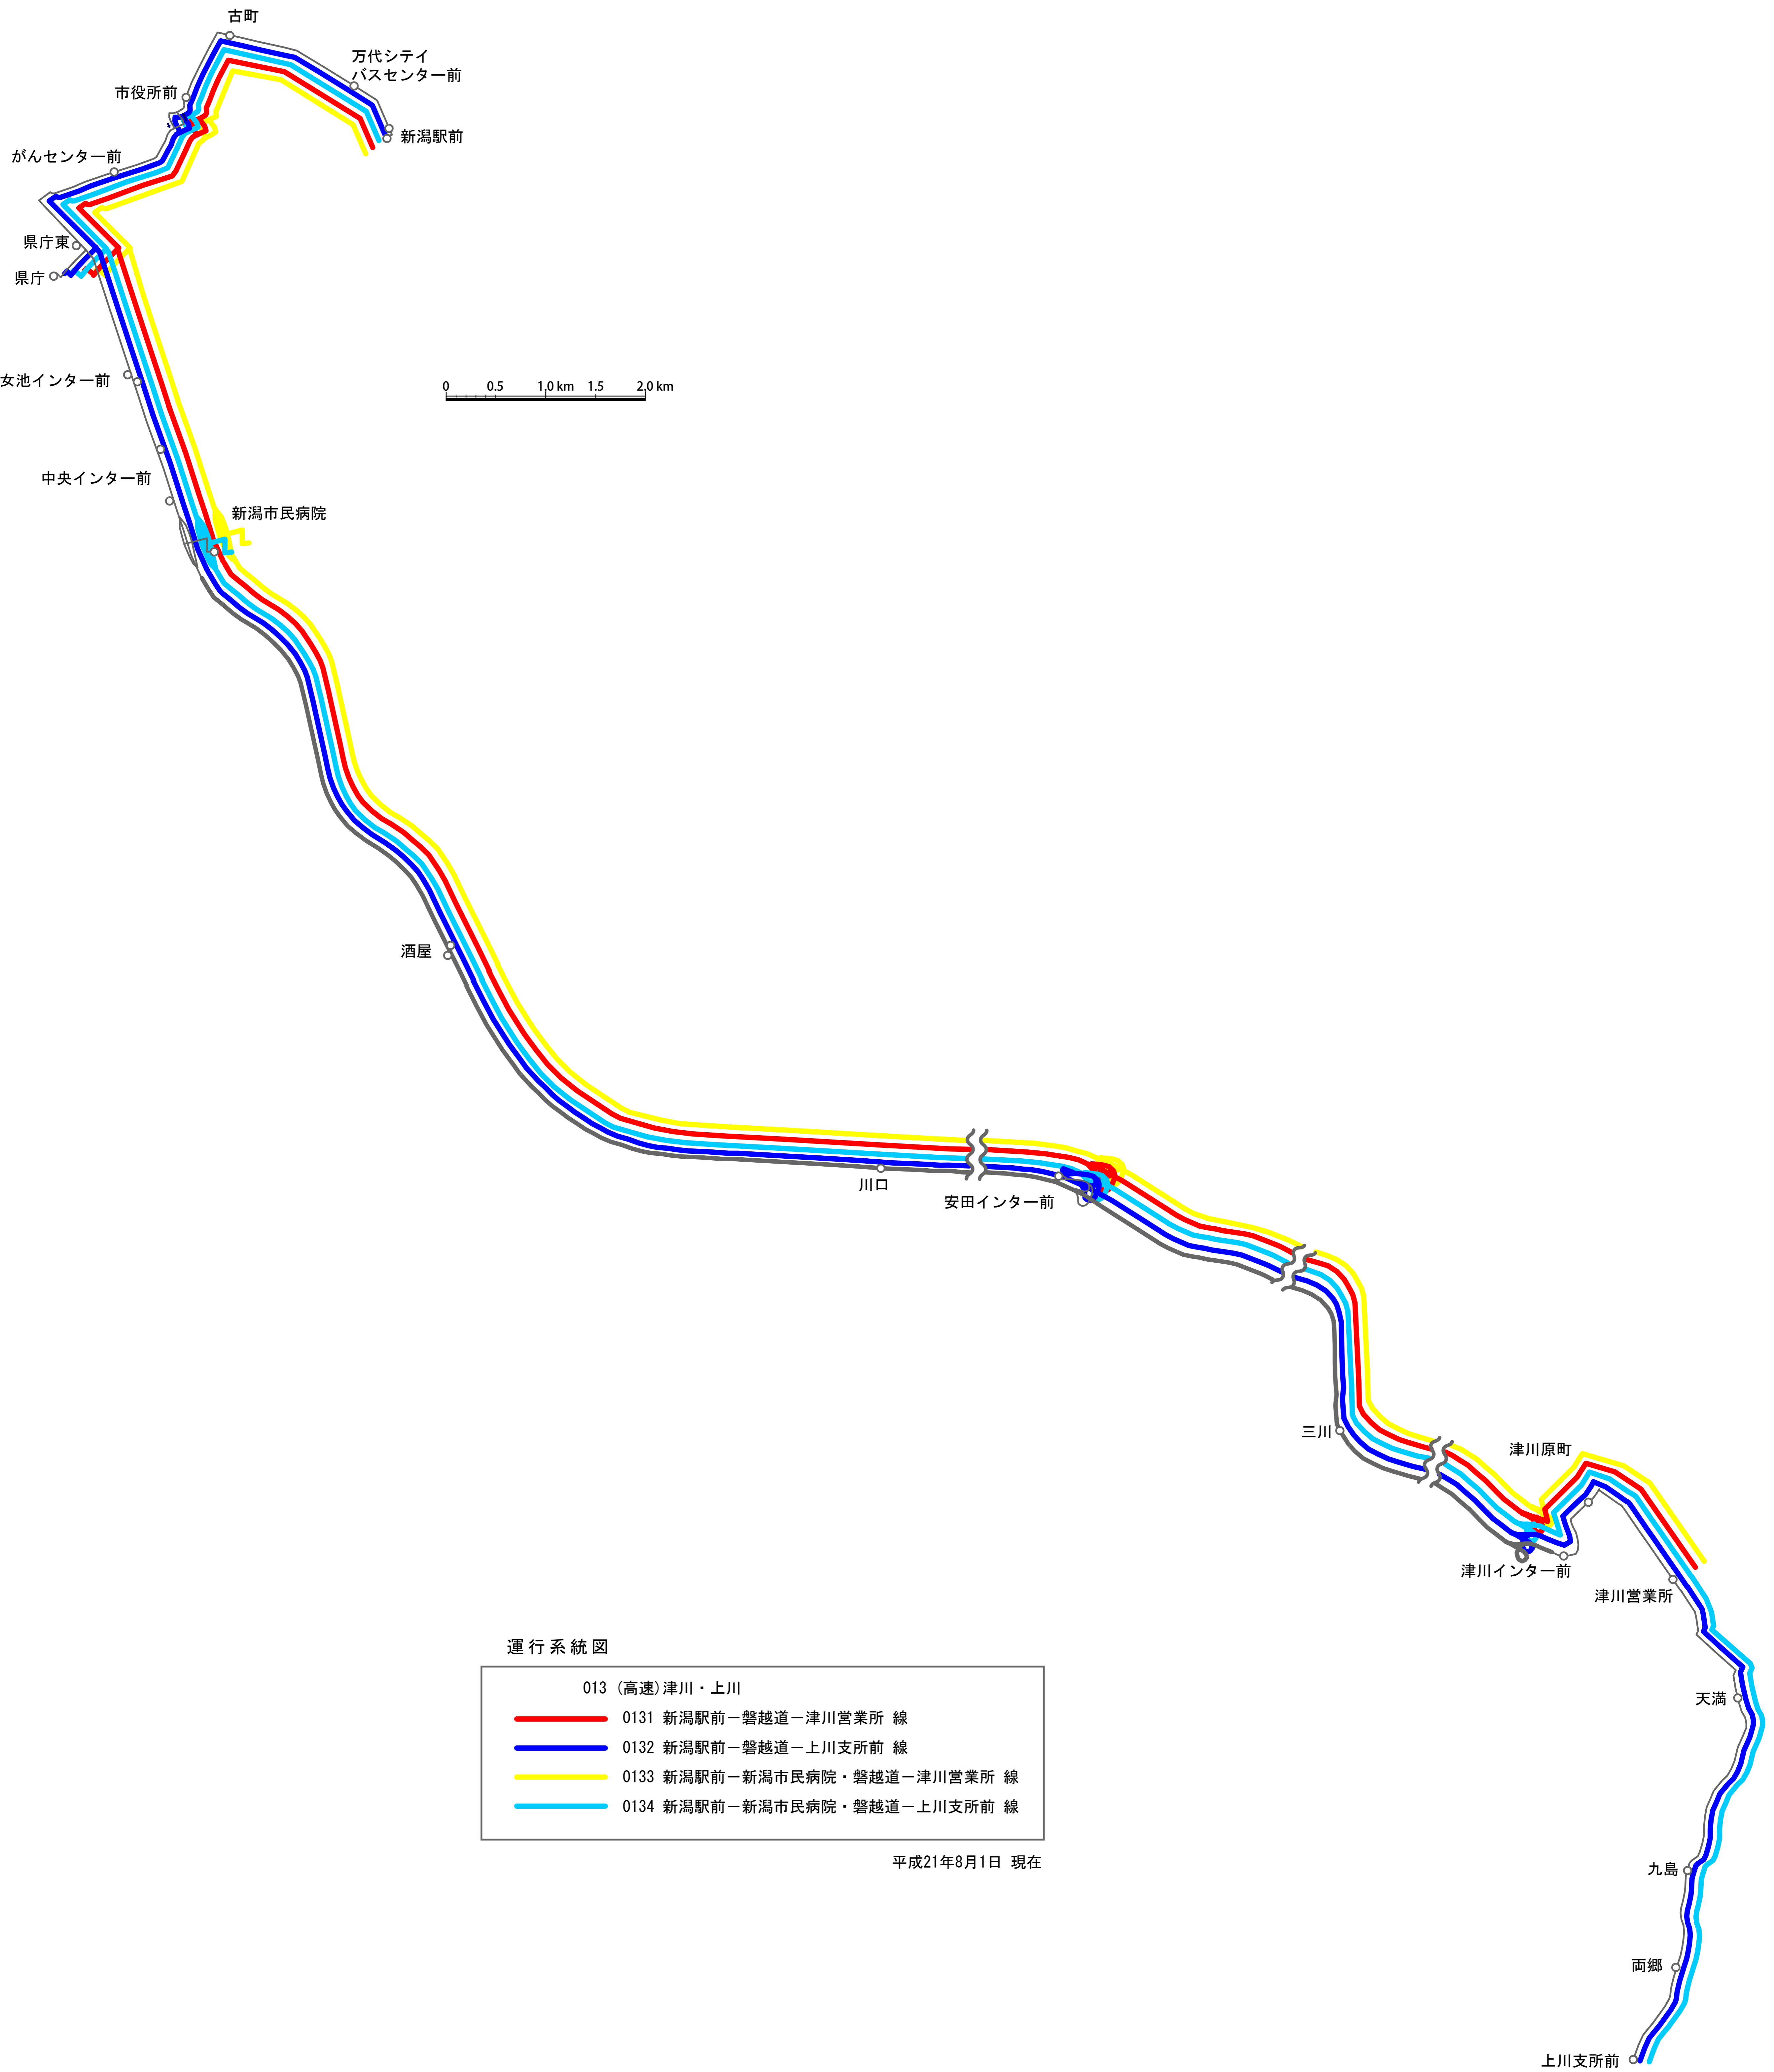 古町
万代シテイ
バスセンター前
市役所前
新潟駅前
がんセンター前
県庁東
県庁
女池インター前
0 0.5 1.0 km 1.5 2.0 km
中央インター前
新潟市民病院
酒屋
川口
安田インター前
三川
津川原町
津川インター前
津川営業所
運行系統図
013 (高速)津川・上川
0131 新潟駅前－磐越道－津川営業所 線
0132 新潟駅前－磐越道－上川支所前 線
0133 新潟駅前－新潟市民病院・磐越道－津川営業所 線
0134 新潟駅前－新潟市民病院・磐越道－上川支所前 線
平成21年8月1日 現在
天満
九島
両郷
上川支所前